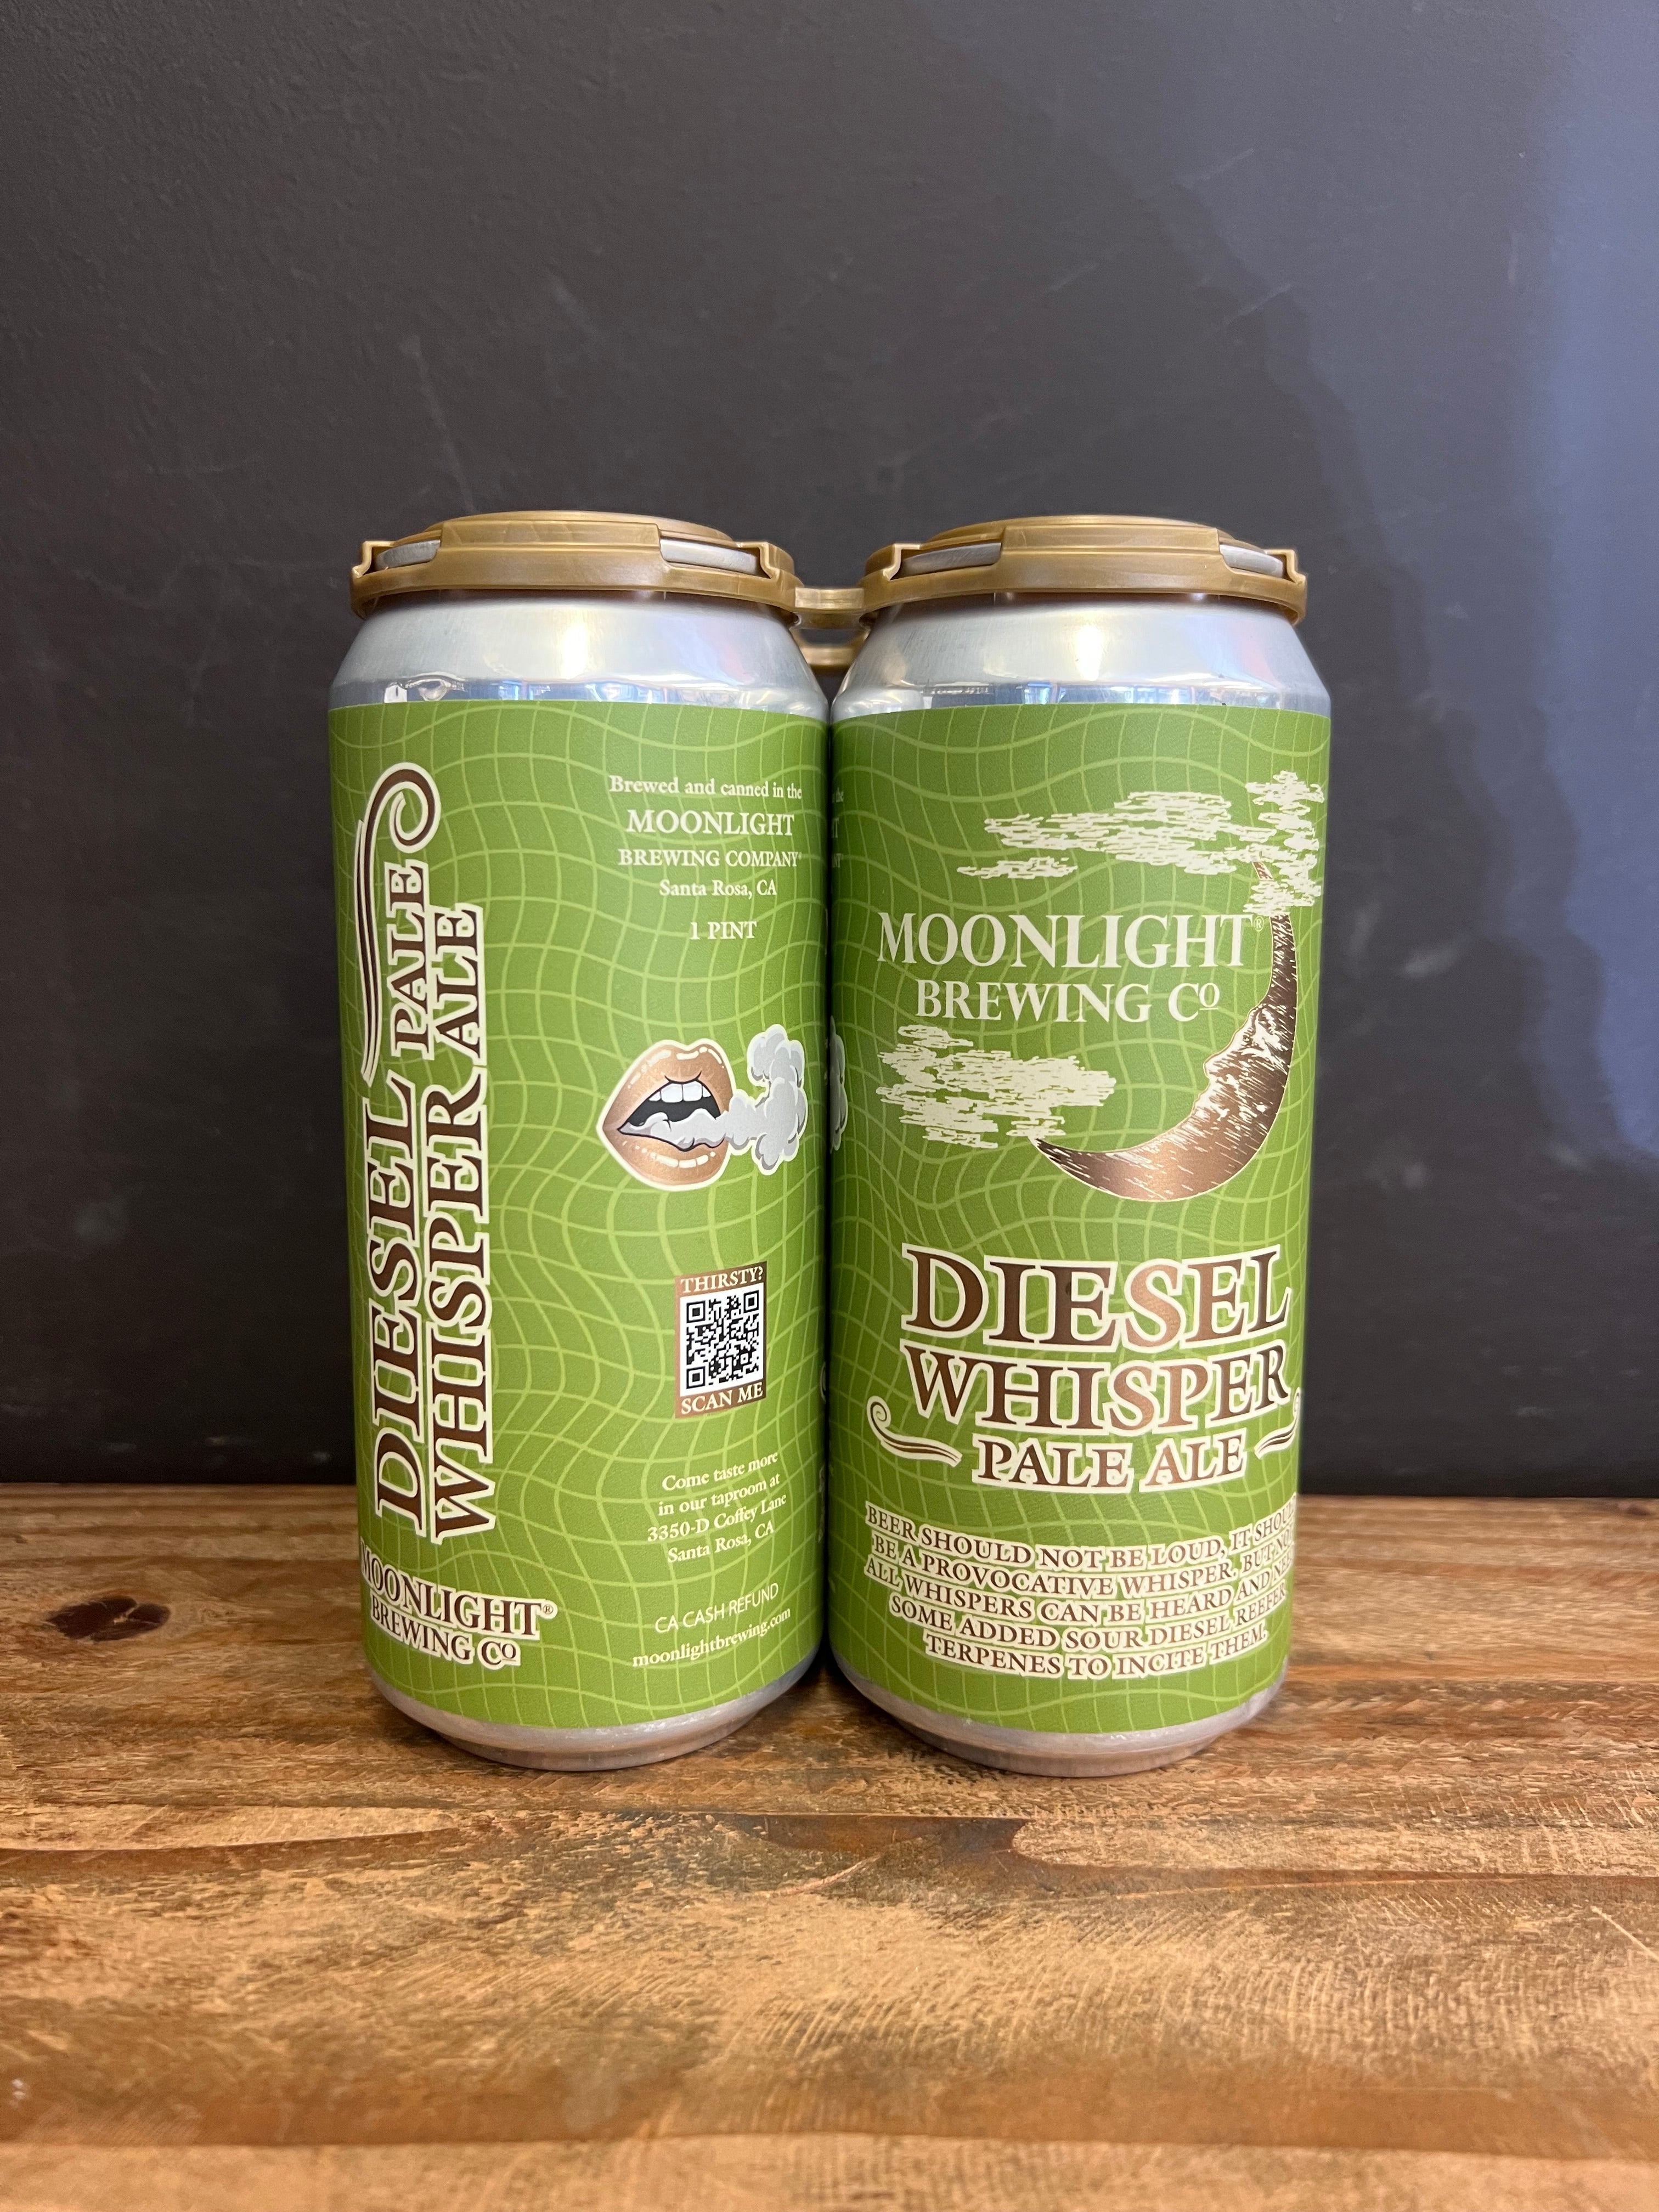 DIESEL PALE
WHISPER ALE
MOONLIGHT®
BREWING Cº
Brewed and canned in the
MOONLIGHT
BREWING COMPANY®
Santa Rosa, CA
1 PINT
THIRSTY?
SCAN ME
Come taste more
in our taproom at
3350-D Coffey Lane
Santa Rosa, CA
CA CASH REFUND
moonlightbrewing.com
MOONLIGHT®
BREWING Cº
DIESEL
WHISPER
PALE ALE
BEER SHOULD NOT BE LOUD, IT
BE A PROVOCATIVE WHISPER. BUT
ALL WHISPERS CAN BE HEARD AND
SOME ADDED SOUR DIESEL REEFER
TERPENES TO INCITE THEM.